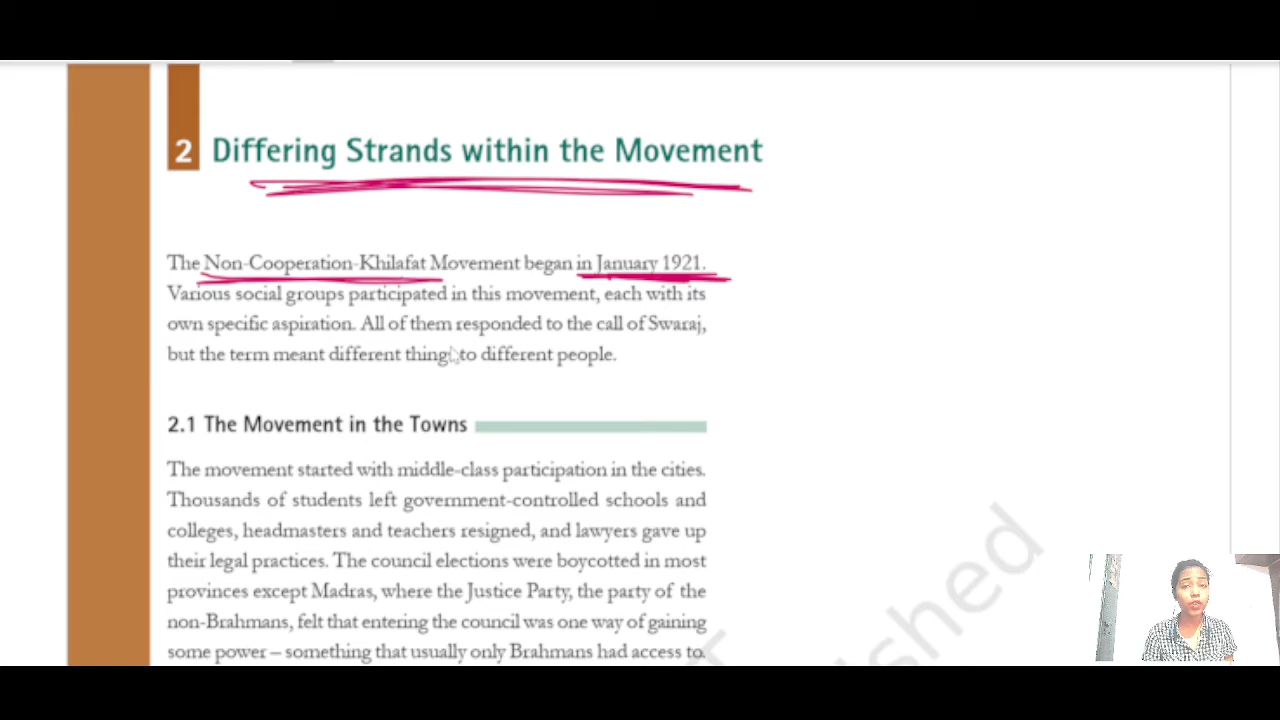 2 Differing Strands within the Movement
The Non-Cooperation-Khilafat Movement began in January 1921.
Various social groups participated in this movement, each with its
own specific aspiration. All of them responded to the call of Swaraj,
but the term meant different things to different people.
2.1 The Movement in the Towns
The movement started with middle-class participation in the cities.
Thousands of students left government-controlled schools and
colleges, headmasters and teachers resigned, and lawyers gave up
their legal practices. The council elections were boycotted in most
provinces except Madras, where the Justice Party, the party of the
non-Brahmans, felt that entering the council was one way of gaining
some power – something that usually only Brahmans had access to.